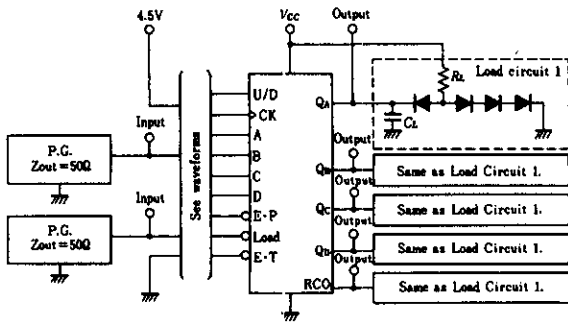 4.5V
Input
P.G.
Zout = 50Ω
Input
P.G.
Zout = 50Ω
See waveforms
U/D
CK
A
B
C
D
E·P
Load
E·T
VCC
Output
QA
RL
CL
Load circuit 1
Output
QB
Same as Load Circuit 1.
Output
QC
Same as Load Circuit 1.
Output
QD
Same as Load Circuit 1.
Output
RCO
Same as Load Circuit 1.